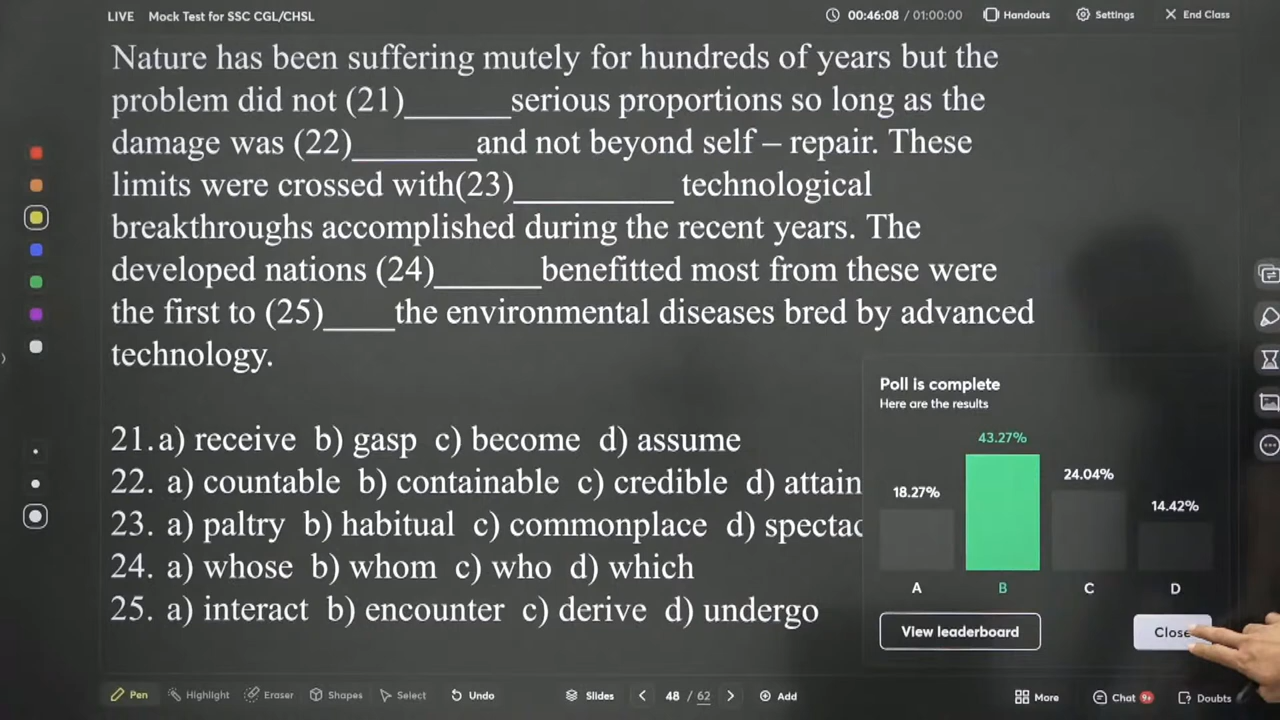 LIVE Mock Test for SSC CGL/CHSL 00:46:08 / 01:00:00 Handouts Settings End Class
Nature has been suffering mutely for hundreds of years but the
problem did not (21)______serious proportions so long as the
damage was (22)_______and not beyond self – repair. These
limits were crossed with(23)_________ technological
breakthroughs accomplished during the recent years. The
developed nations (24)______benefitted most from these were
the first to (25)____the environmental diseases bred by advanced
technology.
21.a) receive b) gasp c) become d) assume
22. a) countable b) containable c) credible d) attain
23. a) paltry b) habitual c) commonplace d) spectac
24. a) whose b) whom c) who d) which
25. a) interact b) encounter c) derive d) undergo
Poll is complete
Here are the results
18.27% 43.27% 24.04% 14.42%
A B C D
View leaderboard Close
Pen Highlight Eraser Shapes Select Undo Slides 48 / 62 Add More Chat 9+ Doubts